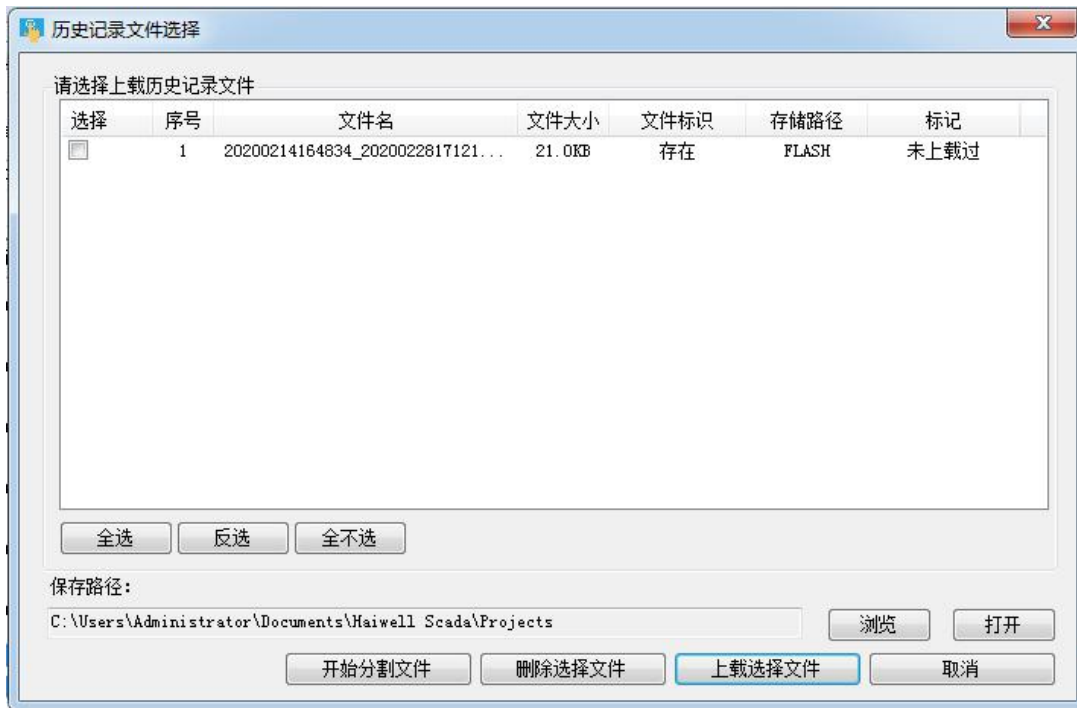 历史记录文件选择
请选择上载历史记录文件
选择 序号 文件名 文件大小 文件标识 存储路径 标记
1 20200214164834_2020022817121... 21.0KB 存在 FLASH 未上载过
全选 反选 全不选
保存路径：
C:\Users\Administrator\Documents\Haiwell Scada\Projects 浏览 打开
开始分割文件 删除选择文件 上载选择文件 取消